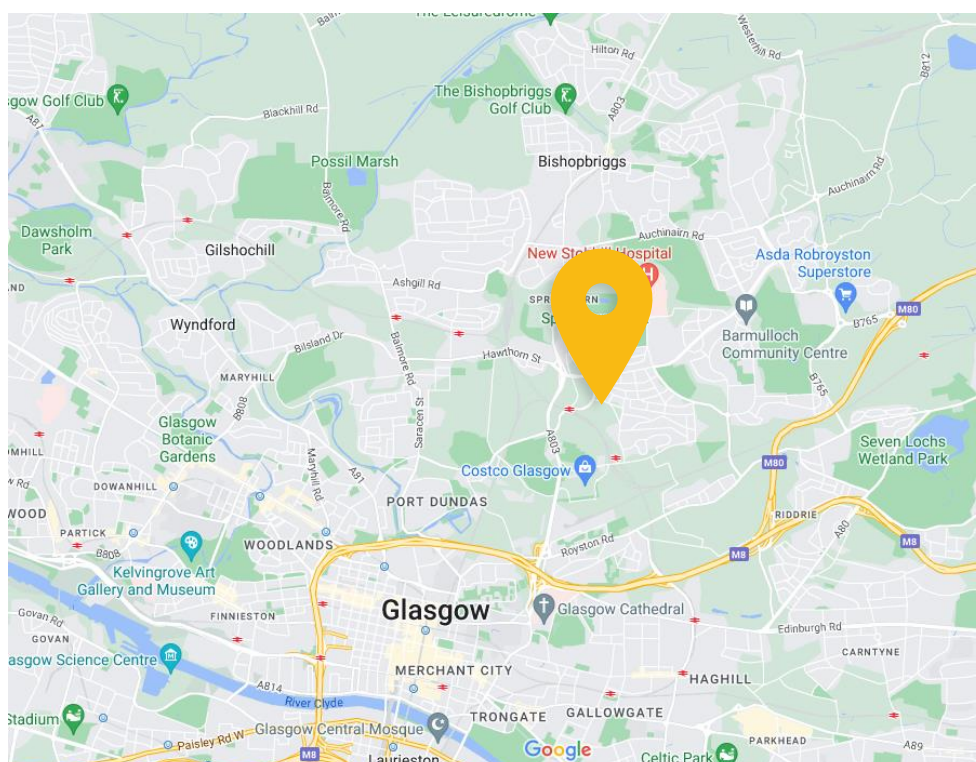 The Leisuredrome
Hilton Rd
Westerhill Rd
B812
The Bishopbriggs
Golf Club
A803
sgow Golf Club
A81
Blackhill Rd
Possil Marsh
Bishopbriggs
Auchinairn Rd
Balmore Rd
Dawsholm
Park
Gilshochill
Auchinairn Rd
New Stobhill Hospital
Asda Robroyston
Superstore
Ashgill Rd
M80
B765
Wyndford
Bilsland Dr
Balmore Rd
Hawthorn St
Barmulloch
Community Centre
MARYHILL
B808
Saracen St
B765
Glasgow
Botanic
Gardens
Maryhill Rd
A81
A803
Costco Glasgow
M80
Seven Lochs
Wetland Park
DOWANHILL
PORT DUNDAS
WOOD
PARTICK
B808
WOODLANDS
Royston Rd
RIDDRIE
A80
M8
M8
Kelvingrove Art
Gallery and Museum
Glasgow
Glasgow Cathedral
FINNIESTON
Govan Rd
GOVAN
Edinburgh Rd
asgow Science Centre
MERCHANT CITY
CARNTYNE
HAGHILL
A814
River Clyde
Stadium
TRONGATE
GALLOWGATE
Glasgow Central Mosque
Paisley Rd W
M8
Laurieston
Google
Celtic Park
PARKHEAD
A89